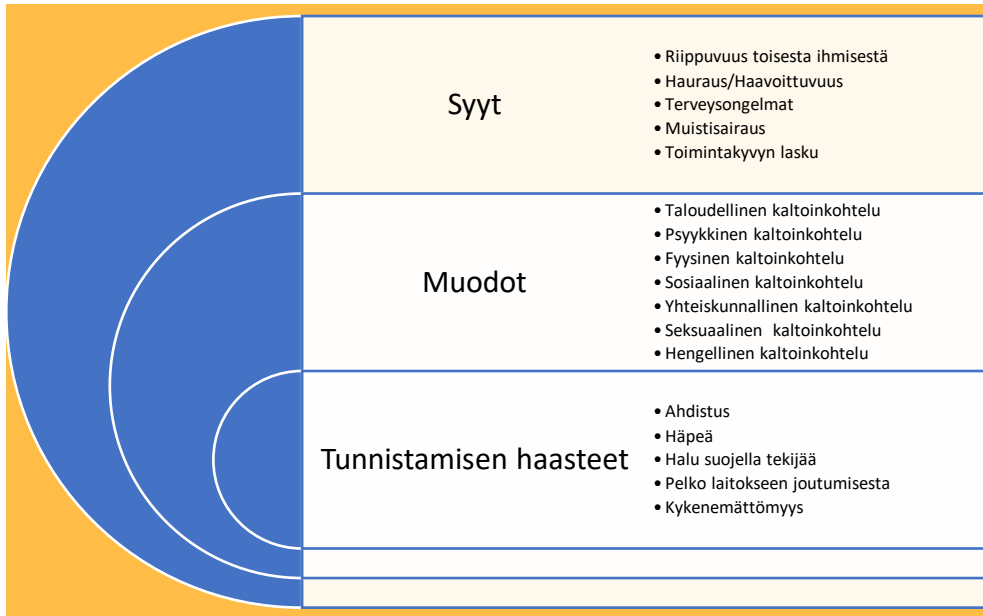 Syyt
• Riippuvuus toisesta ihmisestä
• Hauraus/Haavoittuvuus
• Terveysongelmat
• Muistisairaus
• Toimintakyvyn lasku
Muodot
• Taloudellinen kaltoinkohtelu
• Psyykkinen kaltoinkohtelu
• Fyysinen kaltoinkohtelu
• Sosiaalinen kaltoinkohtelu
• Yhteiskunnallinen kaltoinkohtelu
• Seksuaalinen  kaltoinkohtelu
• Hengellinen kaltoinkohtelu
Tunnistamisen haasteet
• Ahdistus
• Häpeä
• Halu suojella tekijää
• Pelko laitokseen joutumisesta
• Kykenemättömyys